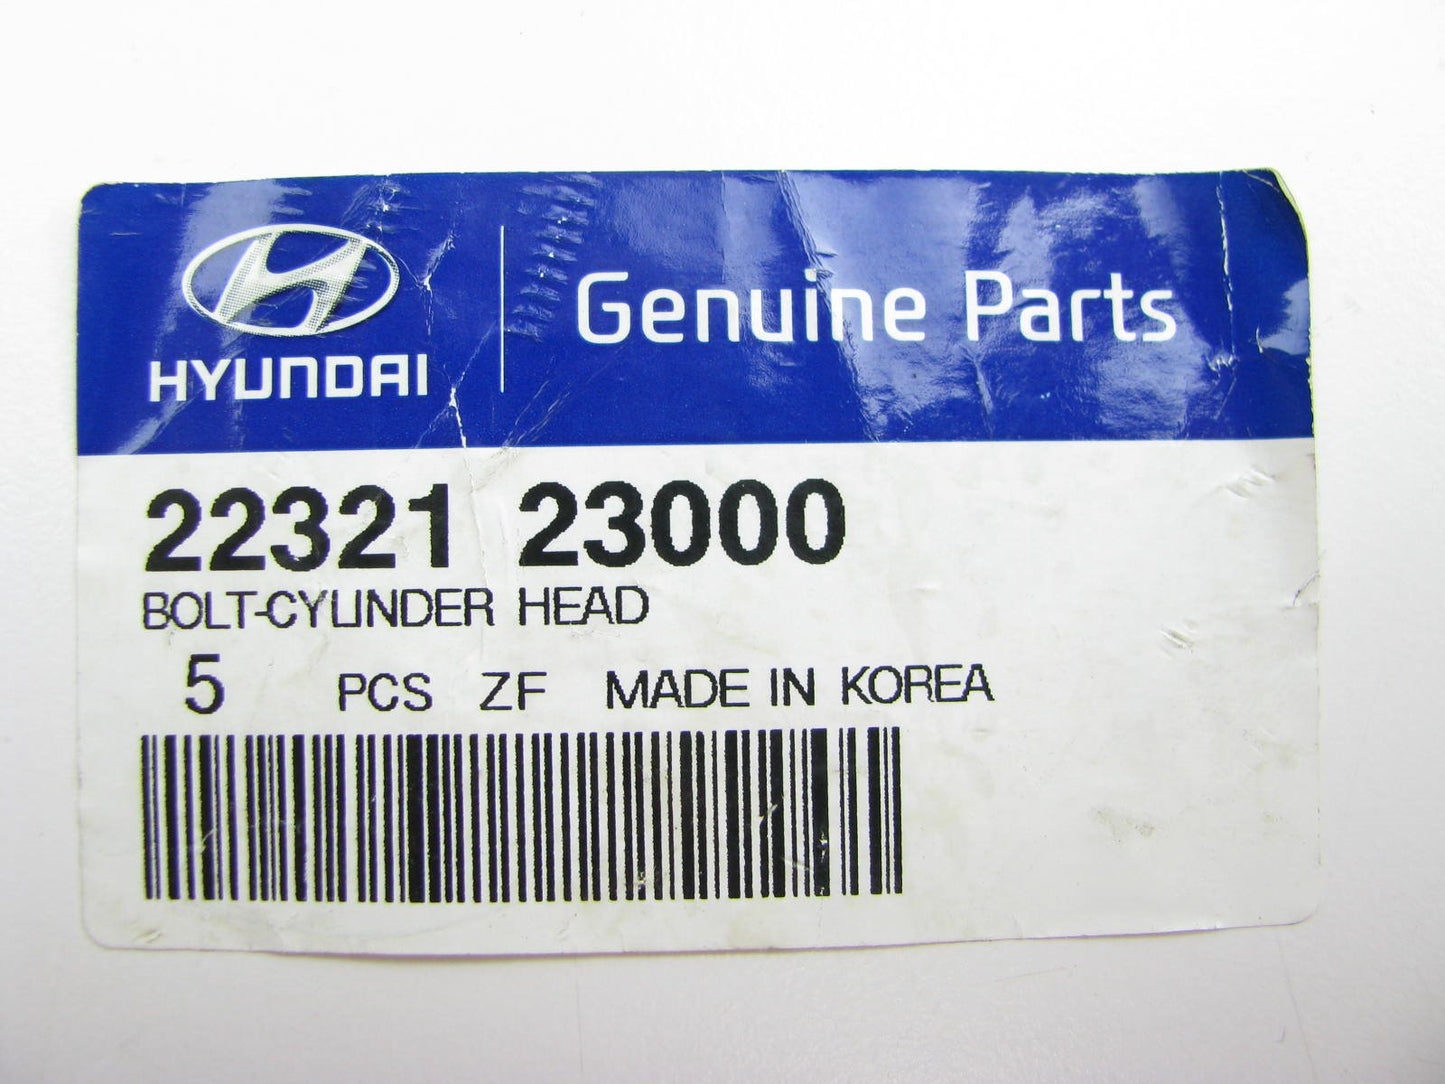 HYUNDAI
Genuine Parts
22321 23000
BOLT-CYLINDER HEAD
5 PCS ZF MADE IN KOREA